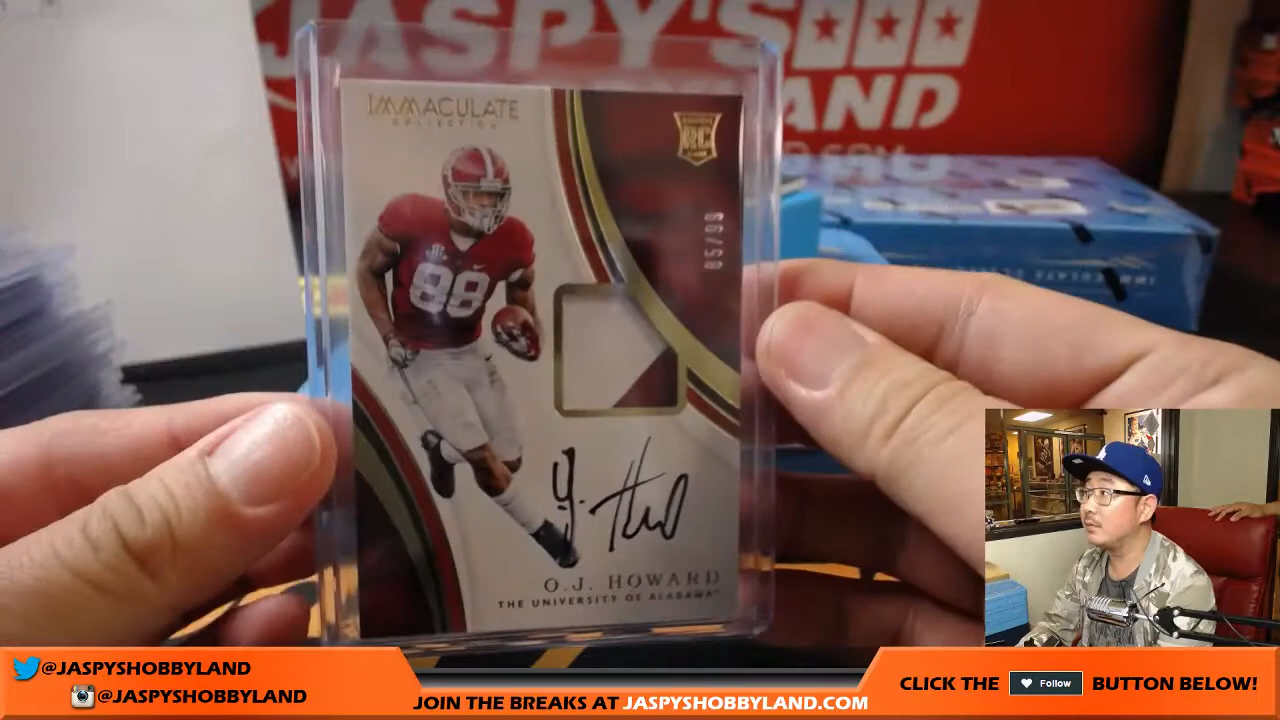 JASPY'S
LAND
IMMACULATE
COLLECTION
RC
85/99
88
O.J. HOWARD
THE UNIVERSITY OF ALABAMA
@JASPYSHOBBYLAND
@JASPYSHOBBYLAND
JOIN THE BREAKS AT JASPYSHOBBYLAND.COM
CLICK THE Follow BUTTON BELOW!